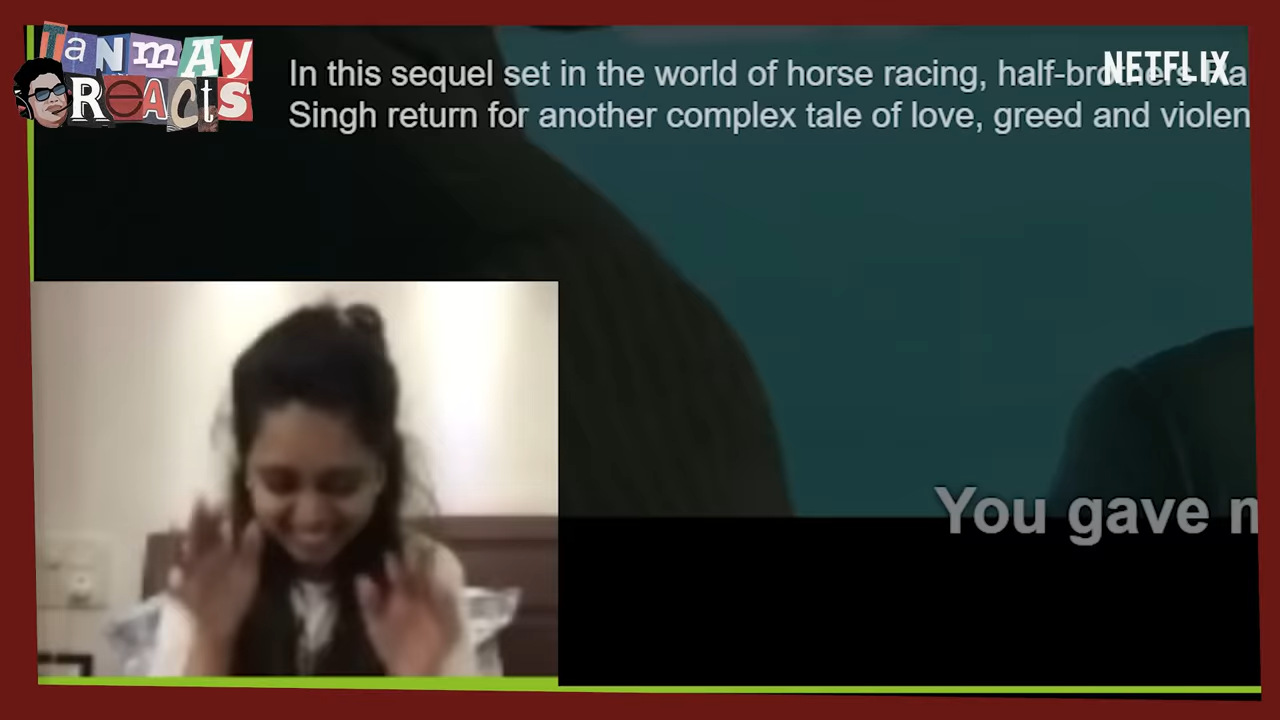 TaNmAy
REACtS
NETFLIX
In this sequel set in the world of horse racing, half-brothers Ra
Singh return for another complex tale of love, greed and violen
You gave